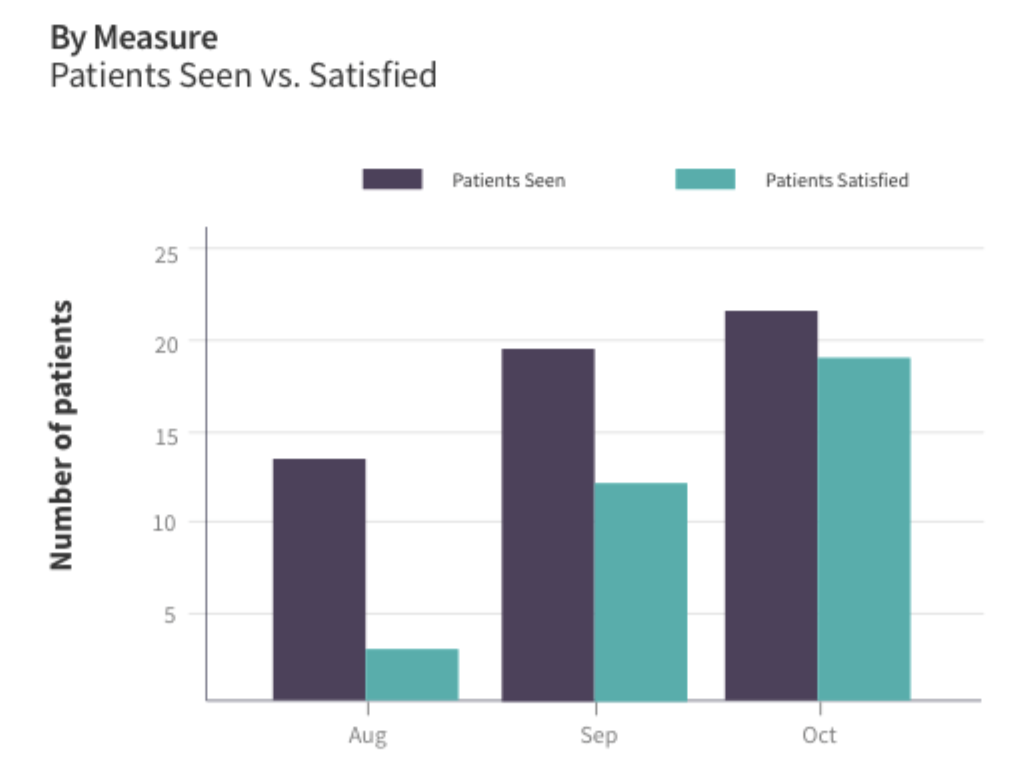 By Measure
Patients Seen vs. Satisfied
Patients Seen
Patients Satisfied
Number of patients
25
20
15
10
5
Aug
Sep
Oct